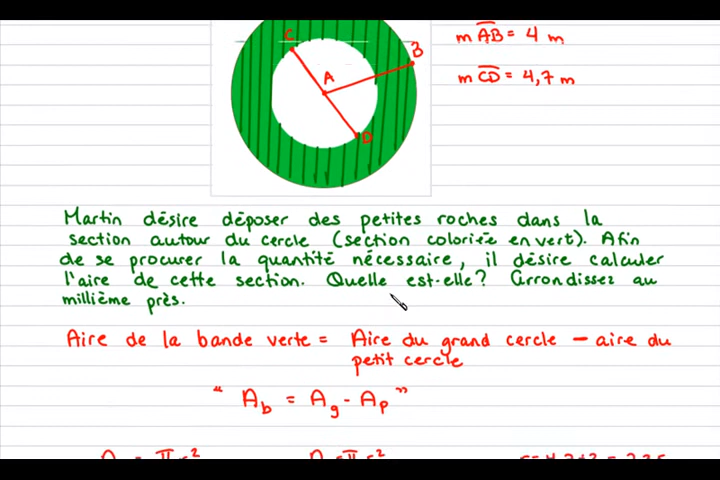 C
B
A
D
m AB = 4 m
m CD = 4,7 m
Martin désire déposer des petites roches dans la
section autour du cercle (section coloriée en vert). Afin
de se procurer la quantité nécessaire, il désire calculer
l'aire de cette section. Quelle est-elle? Arrondissez au
millième près.
Aire de la bande verte = Aire du grand cercle - aire du
petit cercle
" Ab = Ag - Ap "